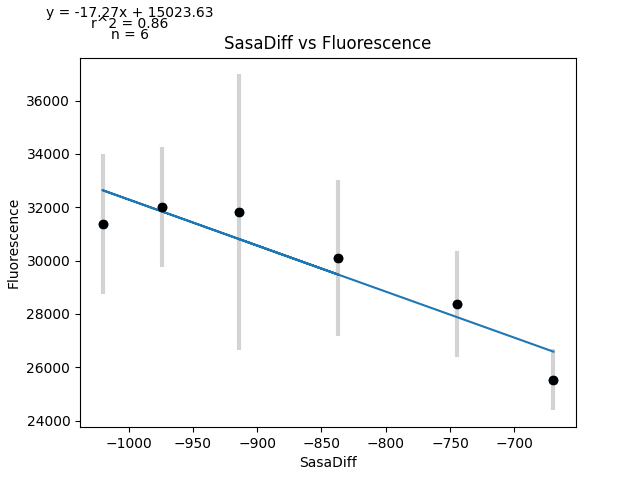 y = -17.27x + 15023.63
r^2 = 0.86
n = 6
SasaDiff vs Fluorescence
36000
34000
32000
30000
28000
26000
24000
Fluorescence
−1000
−950
−900
−850
−800
−750
−700
SasaDiff